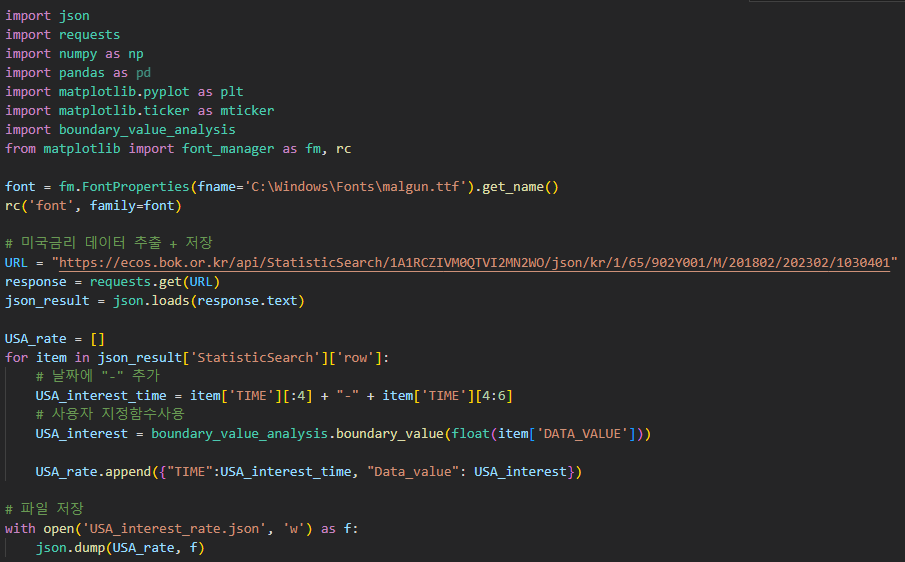 import json
import requests
import numpy as np
import pandas as pd
import matplotlib.pyplot as plt
import matplotlib.ticker as mticker
import boundary_value_analysis
from matplotlib import font_manager as fm, rc
font = fm.FontProperties(fname='C:\Windows\Fonts\malgun.ttf').get_name()
rc('font', family=font)
# 미국금리 데이터 추출 + 저장
URL = "https://ecos.bok.or.kr/api/StatisticSearch/1A1RCZIVM0QTVI2MN2WO/json/kr/1/65/902Y001/M/201802/202302/1030401"
response = requests.get(URL)
json_result = json.loads(response.text)
USA_rate = []
for item in json_result['StatisticSearch']['row']:
    # 날짜에 "-" 추가
    USA_interest_time = item['TIME'][:4] + "-" + item['TIME'][4:6]
    # 사용자 지정함수사용
    USA_interest = boundary_value_analysis.boundary_value(float(item['DATA_VALUE']))
    USA_rate.append({"TIME":USA_interest_time, "Data_value": USA_interest})
# 파일 저장
with open('USA_interest_rate.json', 'w') as f:
    json.dump(USA_rate, f)